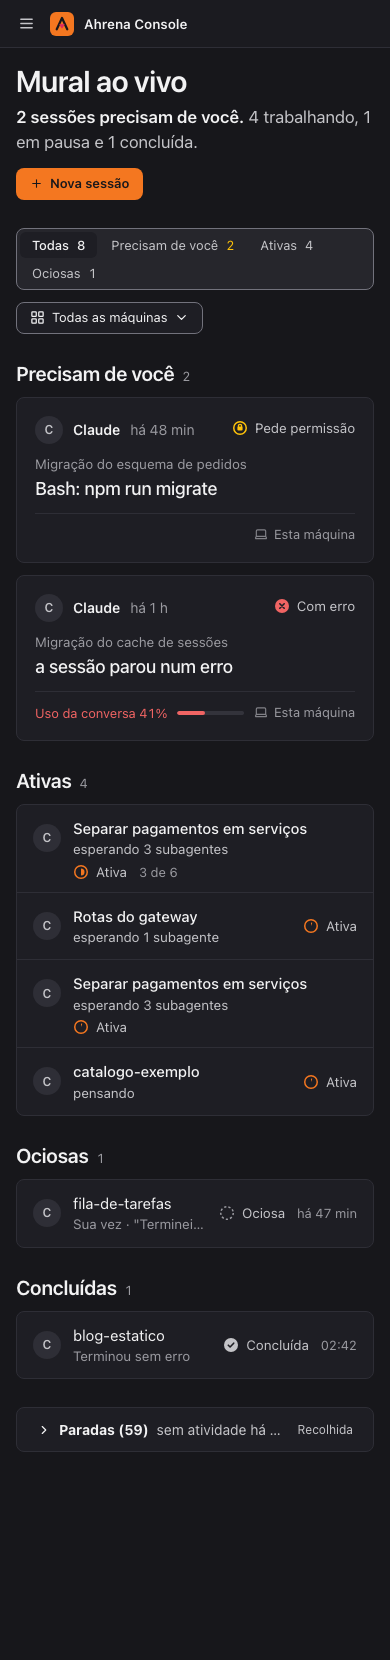 Ahrena Console
Mural ao vivo
2 sessões precisam de você. 4 trabalhando, 1
em pausa e 1 concluída.
+ Nova sessão
Todas 8 Precisam de você 2 Ativas 4
Ociosas 1
Todas as máquinas
Precisam de você 2
C Claude há 48 min Pede permissão
Migração do esquema de pedidos
Bash: npm run migrate
Esta máquina
C Claude há 1 h Com erro
Migração do cache de sessões
a sessão parou num erro
Uso da conversa 41% Esta máquina
Ativas 4
C Separar pagamentos em serviços
esperando 3 subagentes
Ativa 3 de 6
C Rotas do gateway
esperando 1 subagente Ativa
C Separar pagamentos em serviços
esperando 3 subagentes
Ativa
C catalogo-exemplo
pensando Ativa
Ociosas 1
C fila-de-tarefas
Sua vez · "Terminei... Ociosa há 47 min
Concluídas 1
C blog-estatico
Terminou sem erro Concluída 02:42
Paradas (59) sem atividade há ... Recolhida